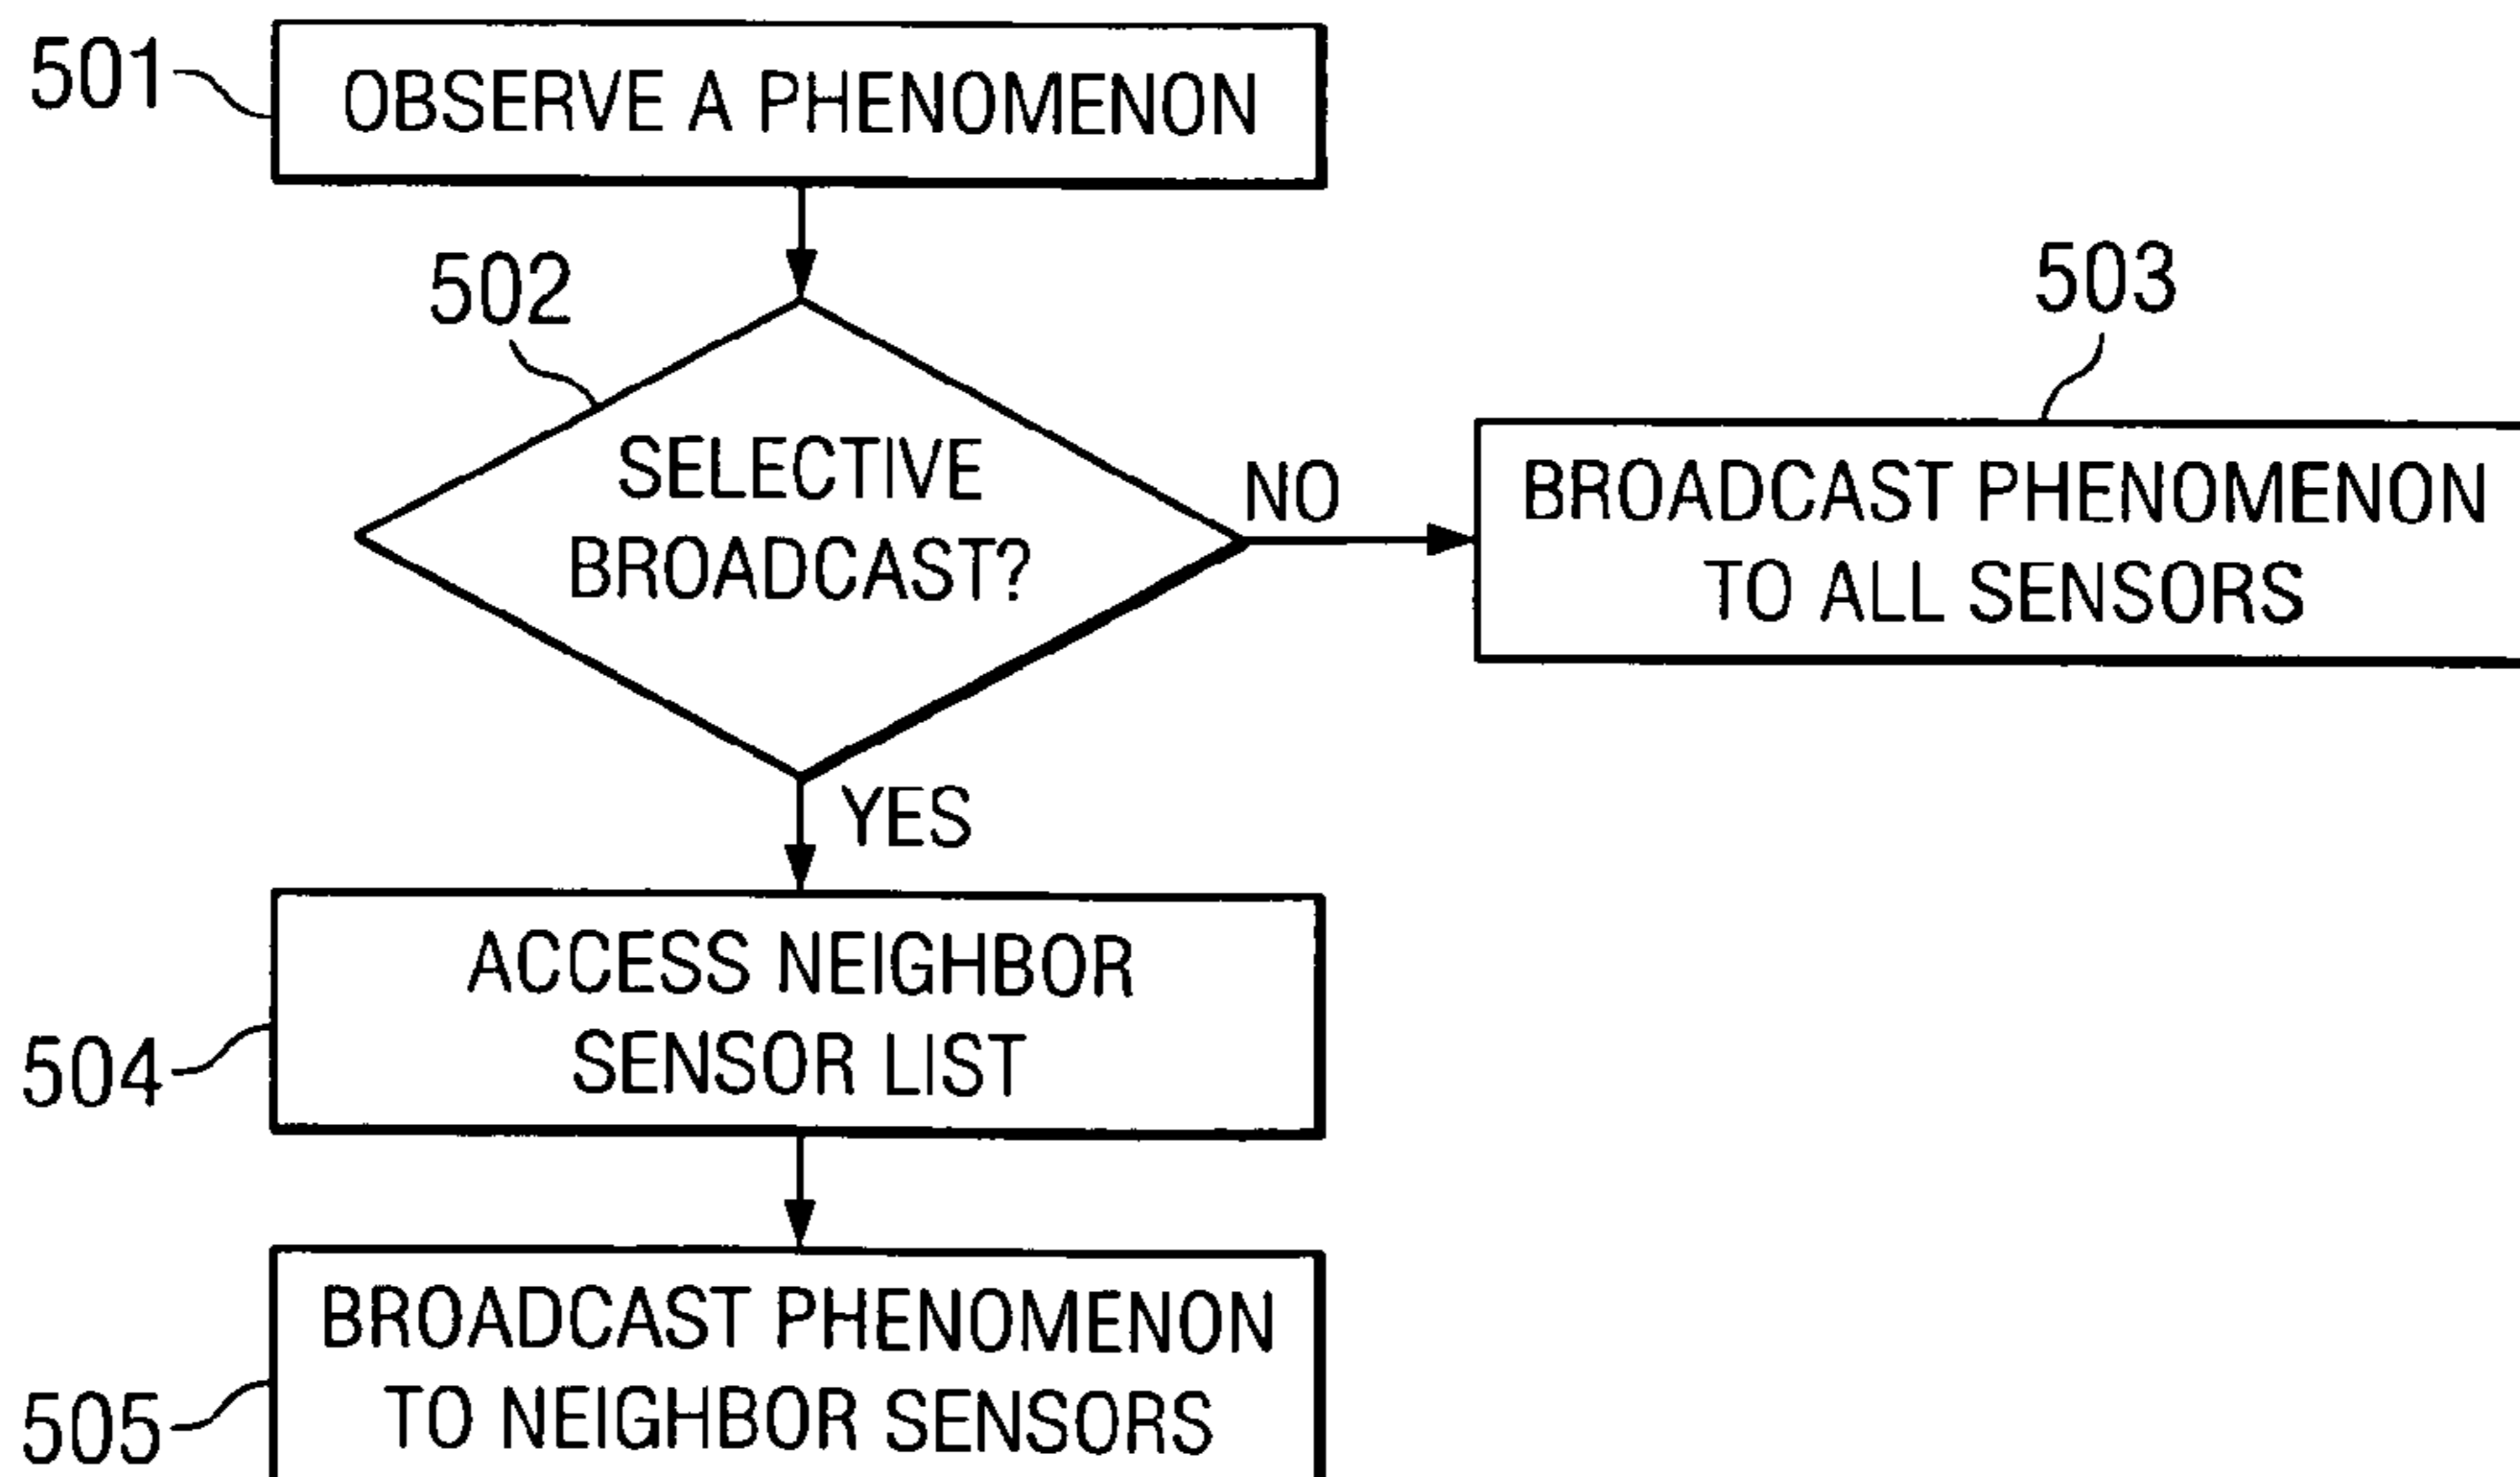 501
OBSERVE A PHENOMENON
502
503
SELECTIVE
BROADCAST?
NO
BROADCAST PHENOMENON
TO ALL SENSORS
YES
ACCESS NEIGHBOR
SENSOR LIST
504
BROADCAST PHENOMENON
TO NEIGHBOR SENSORS
505